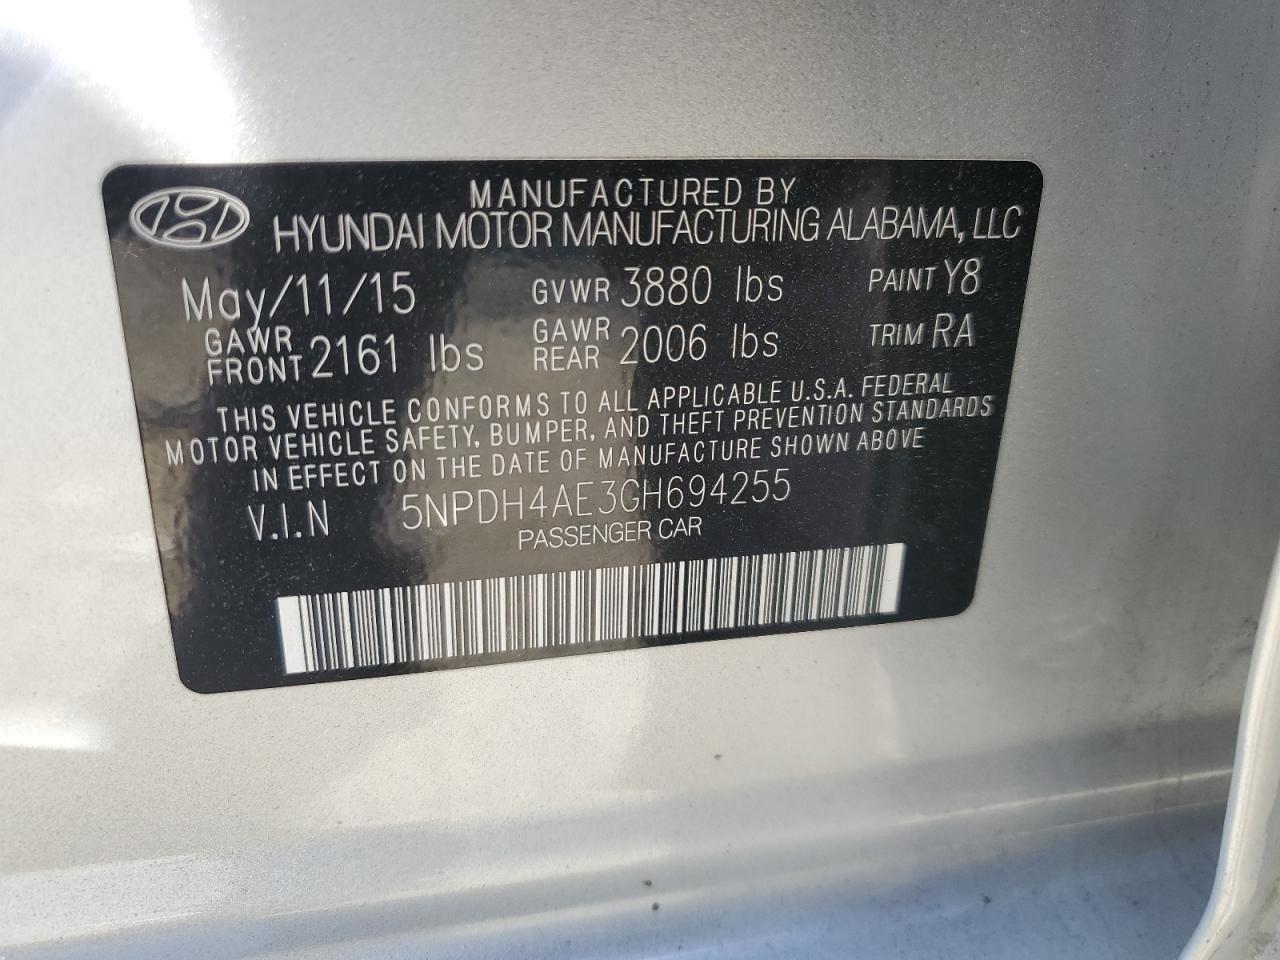 MANUFACTURED BY
HYUNDAI MOTOR MANUFACTURING ALABAMA, LLC
May/11/15 GVWR 3880 lbs PAINT Y8
GAWR FRONT 2161 lbs GAWR REAR 2006 lbs TRIM RA
THIS VEHICLE CONFORMS TO ALL APPLICABLE U.S.A. FEDERAL
MOTOR VEHICLE SAFETY, BUMPER, AND THEFT PREVENTION STANDARDS
IN EFFECT ON THE DATE OF MANUFACTURE SHOWN ABOVE
V.I.N 5NPDH4AE3GH694255
PASSENGER CAR